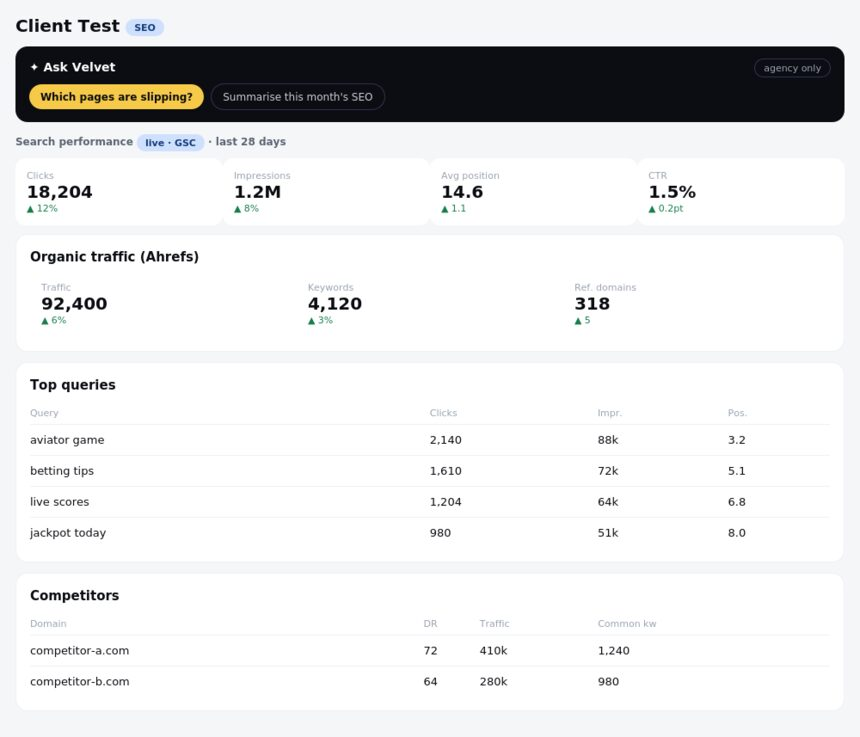 Client Test SEO
✦ Ask Velvet agency only
Which pages are slipping? Summarise this month's SEO
Search performance live · GSC · last 28 days
Clicks Impressions Avg position CTR
18,204 1.2M 14.6 1.5%
▲ 12% ▲ 8% ▲ 1.1 ▲ 0.2pt
Organic traffic (Ahrefs)
Traffic Keywords Ref. domains
92,400 4,120 318
▲ 6% ▲ 3% ▲ 5
Top queries
Query Clicks Impr. Pos.
aviator game 2,140 88k 3.2
betting tips 1,610 72k 5.1
live scores 1,204 64k 6.8
jackpot today 980 51k 8.0
Competitors
Domain DR Traffic Common kw
competitor-a.com 72 410k 1,240
competitor-b.com 64 280k 980